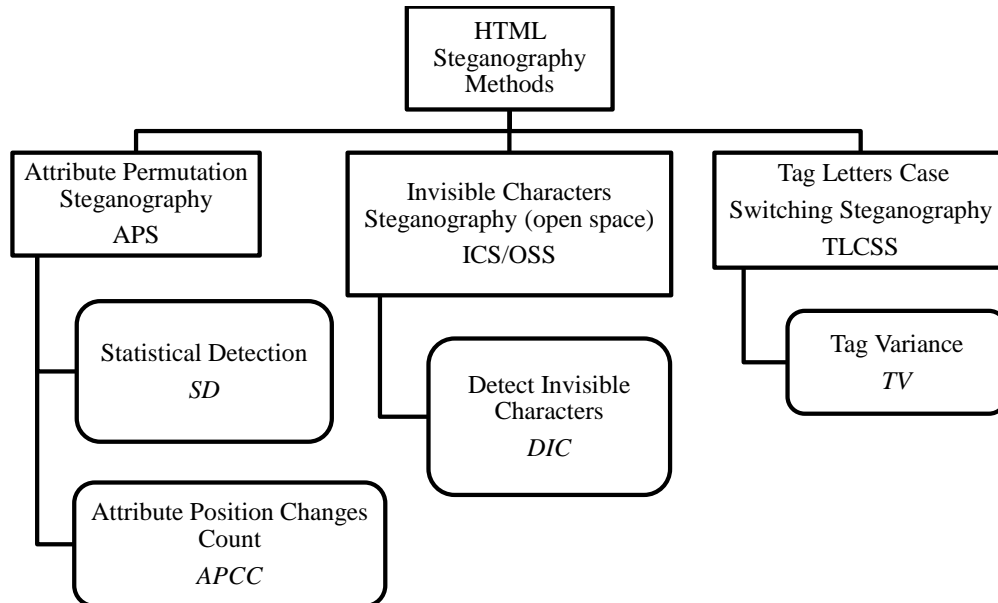 HTML
Steganography
Methods
Attribute Permutation
Steganography
APS
Invisible Characters
Steganography (open space)
ICS/OSS
Tag Letters Case
Switching Steganography
TLCSS
Statistical Detection
SD
Detect Invisible
Characters
DIC
Tag Variance
TV
Attribute Position Changes
Count
APCC